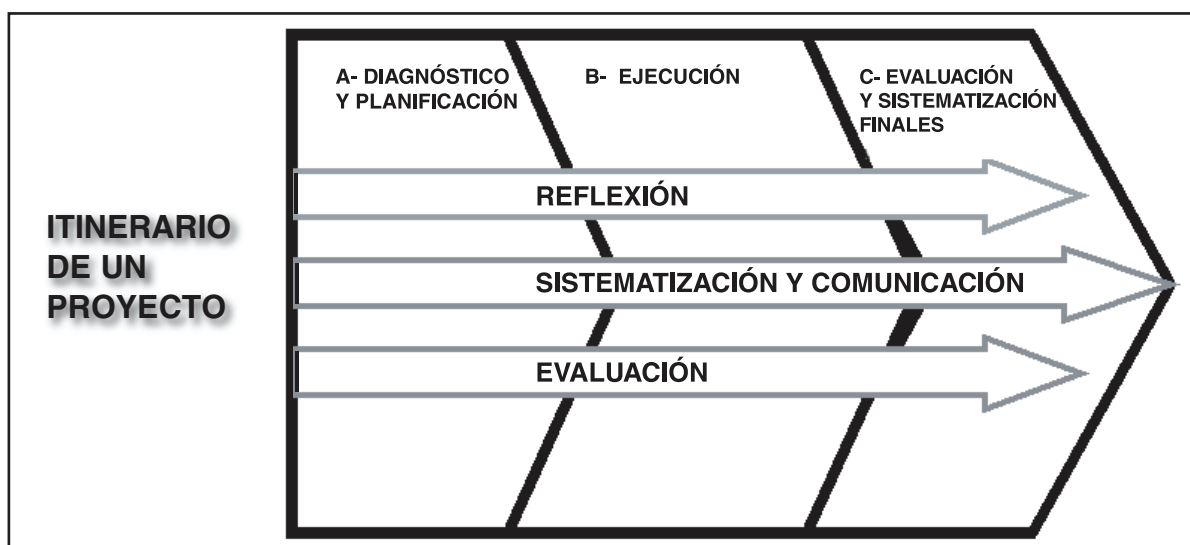 ITINERARIO
DE UN
PROYECTO
A- DIAGNÓSTICO
Y PLANIFICACIÓN
B- EJECUCIÓN
C- EVALUACIÓN
Y SISTEMATIZACIÓN
FINALES
REFLEXIÓN
SISTEMATIZACIÓN Y COMUNICACIÓN
EVALUACIÓN